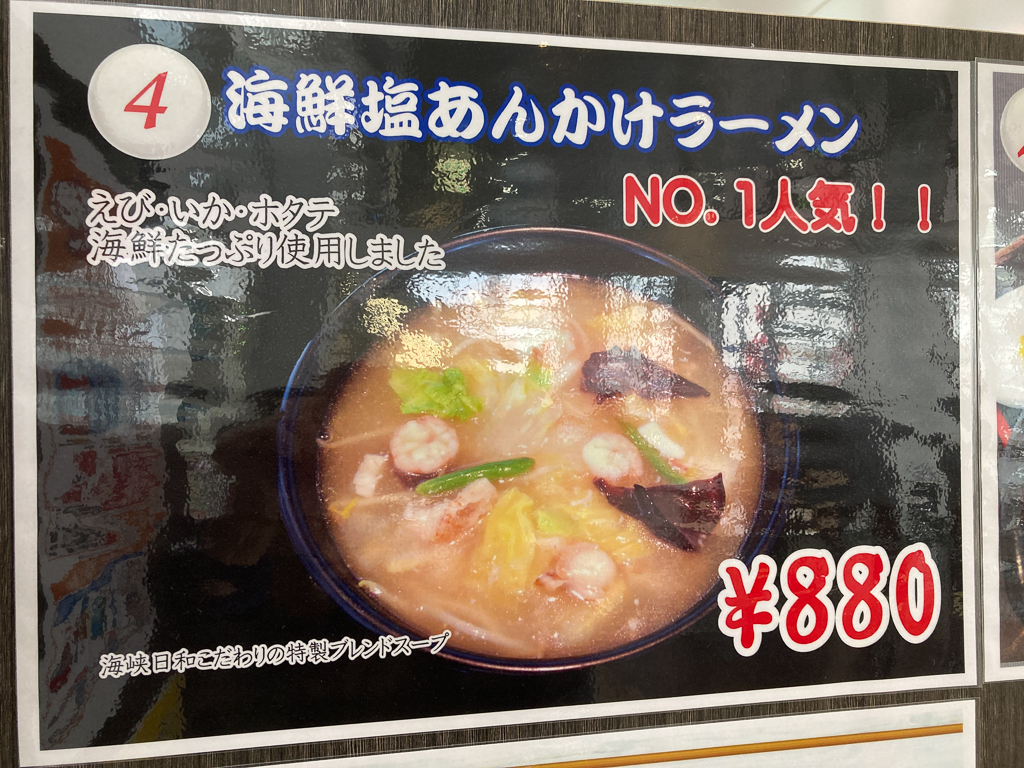 4
海鮮塩あんかけラーメン
NO.1人気!!
えび・いか・ホタテ
海鮮たっぷり使用しました
¥880
海峡日和こだわりの特製ブレンドスープ